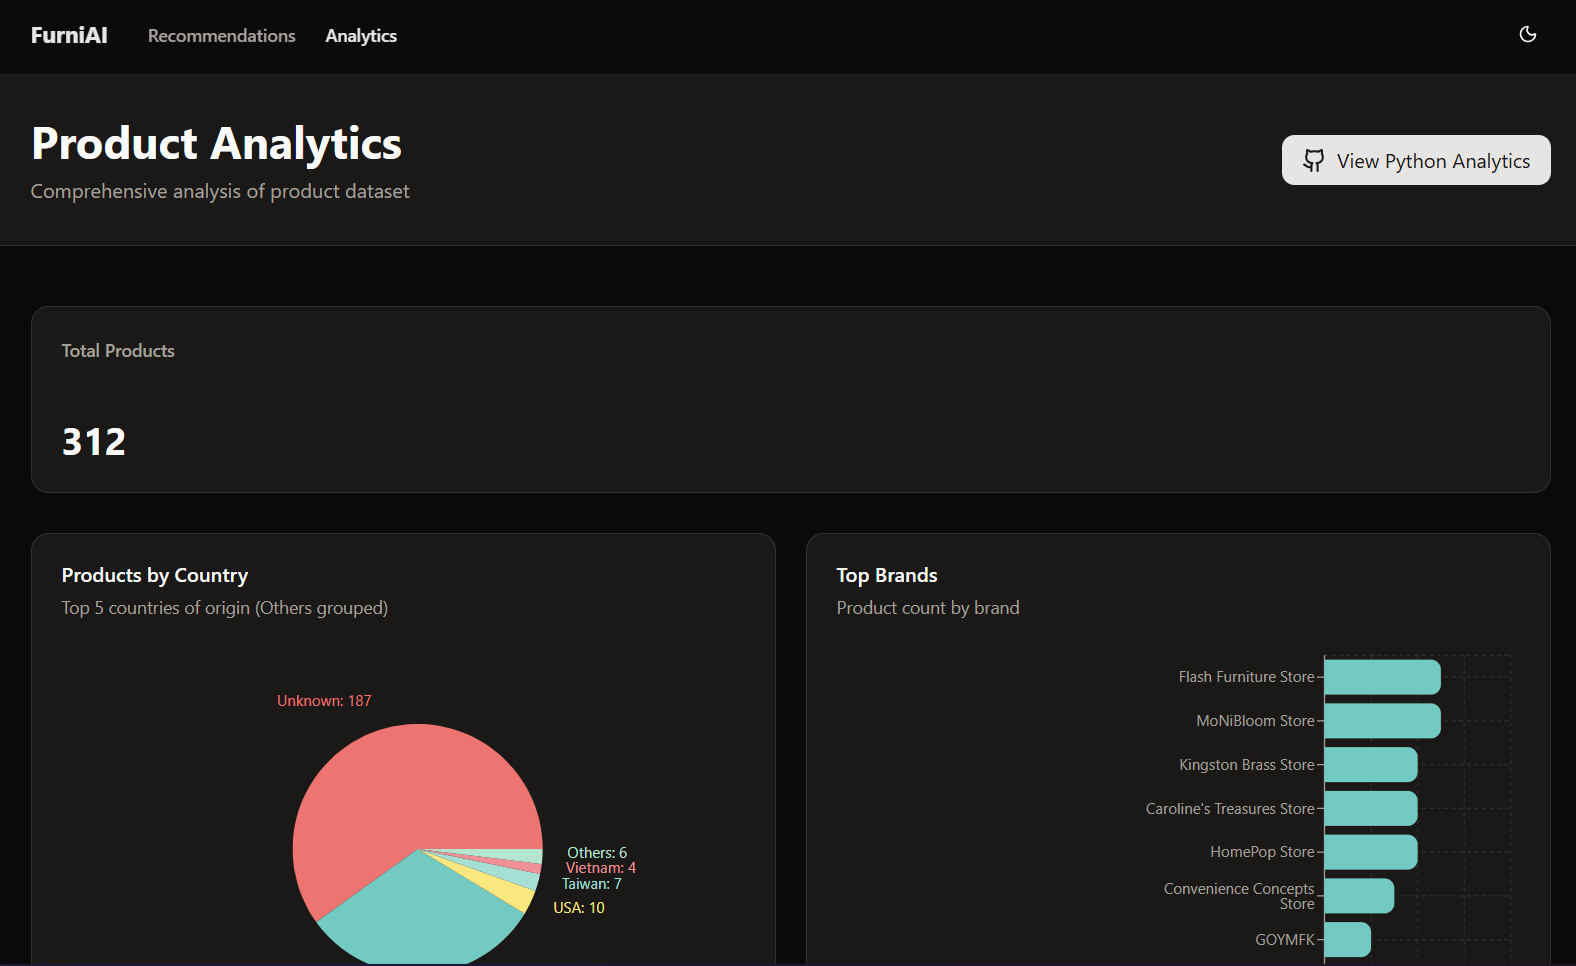 FurniAI
Recommendations
Analytics
Product Analytics
Comprehensive analysis of product dataset
View Python Analytics
Total Products
312
Products by Country
Top 5 countries of origin (Others grouped)
Unknown: 187
Others: 6
Vietnam: 4
Taiwan: 7
USA: 10
Top Brands
Product count by brand
Flash Furniture Store
MoNiBloom Store
Kingston Brass Store
Caroline's Treasures Store
HomePop Store
Convenience Concepts
Store
GOYMFK